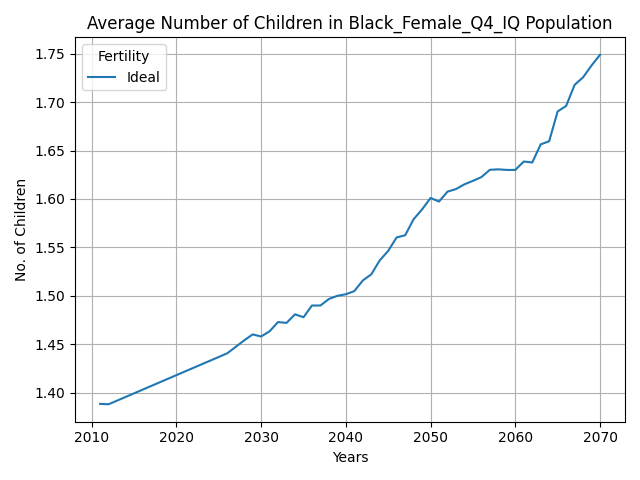 Average Number of Children in Black_Female_Q4_IQ Population
Fertility
Ideal
No. of Children
1.75
1.70
1.65
1.60
1.55
1.50
1.45
1.40
2010 2020 2030 2040 2050 2060 2070
Years